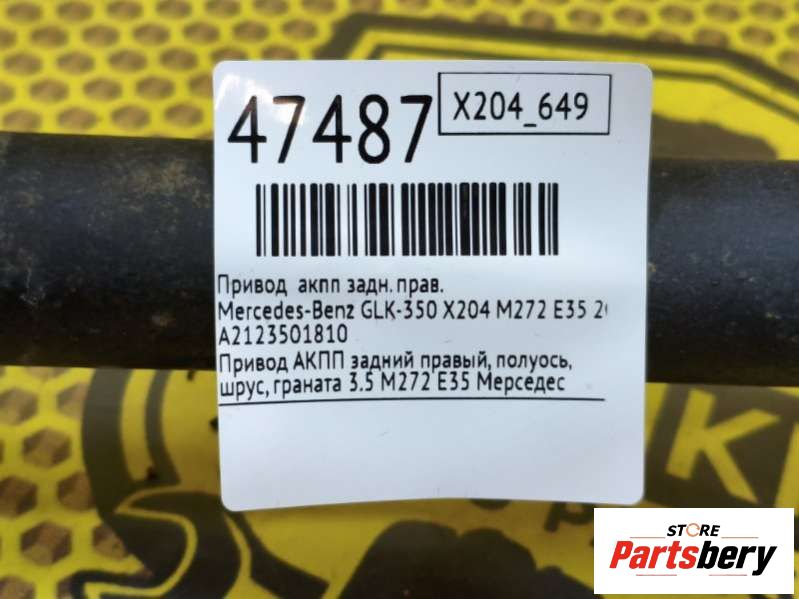 47487
X204_649
Привод акпп задн. прав.
Mercedes-Benz GLK-350 X204 M272 E35
A2123501810
Привод АКПП задний правый, полуось,
шрус, граната 3.5 M272 E35 Мерседес
STORE
Partsbery